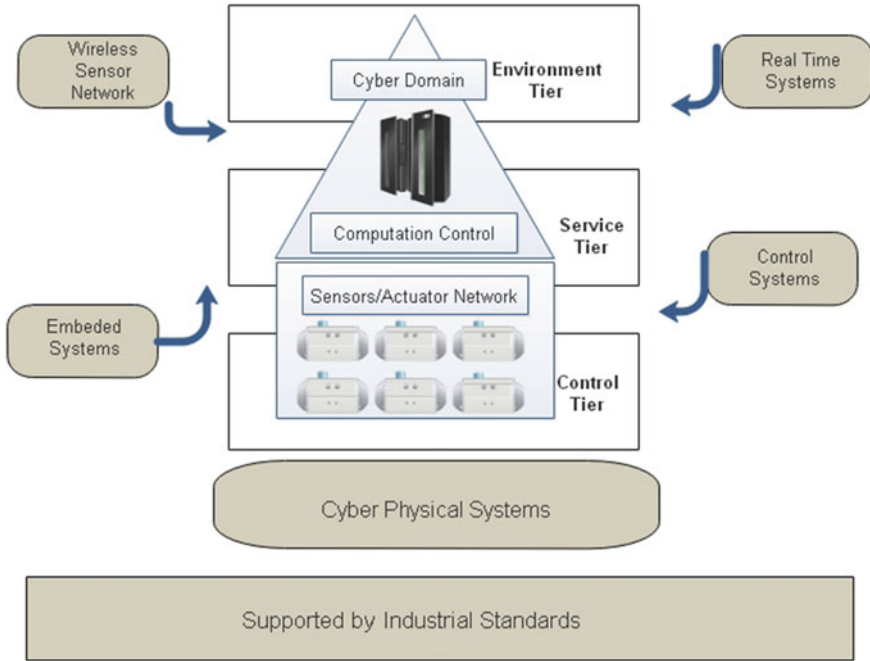 Wireless
Sensor
Network
Cyber Domain
Environment
Tier
Real Time
Systems
Computation Control
Service
Tier
Control
Systems
Sensors/Actuator Network
Embeded
Systems
Control
Tier
Cyber Physical Systems
Supported by Industrial Standards